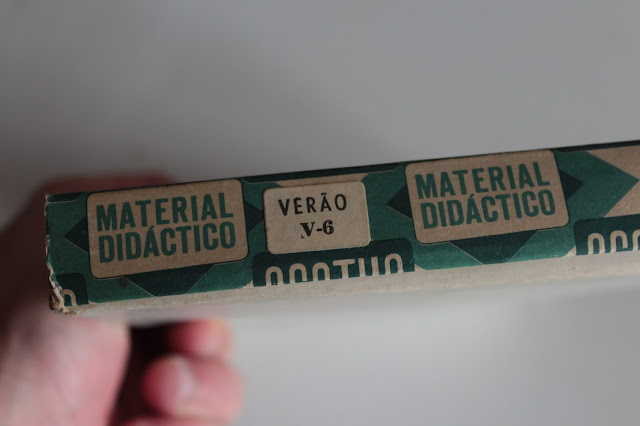 MATERIAL
DIDÁCTICO
VERÃO
V-6
MATERIAL
DIDÁCTICO